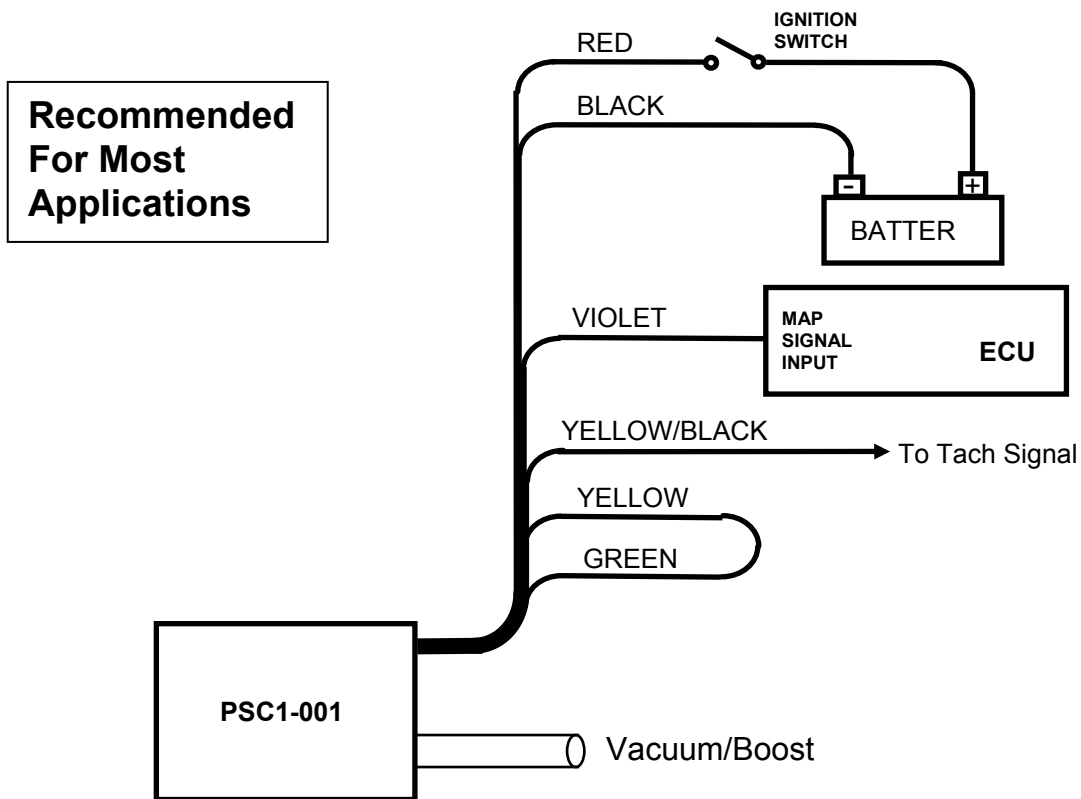 Recommended
For Most
Applications
RED
IGNITION
SWITCH
BLACK
-
+
BATTER
VIOLET
MAP
SIGNAL
INPUT
ECU
YELLOW/BLACK
To Tach Signal
YELLOW
GREEN
PSC1-001
Vacuum/Boost